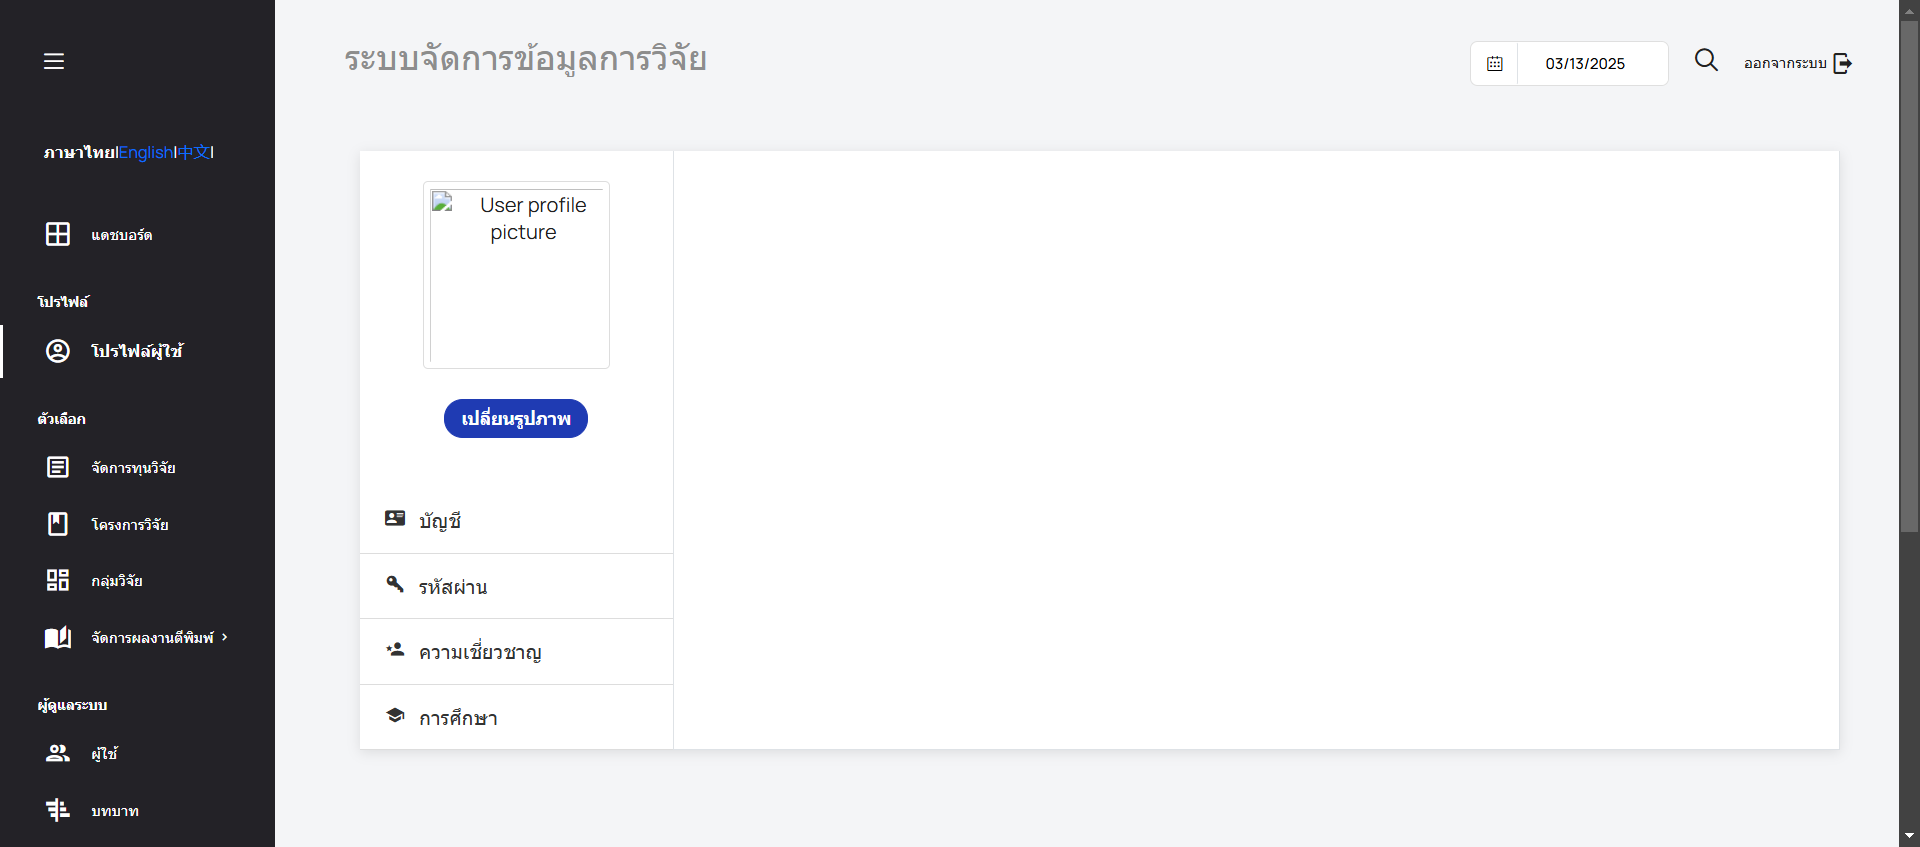 ระบบจัดการข้อมูลการวิจัย
03/13/2025
ออกจากระบบ
ภาษาไทย|English|中文|
แดชบอร์ด
โปรไฟล์
โปรไฟล์ผู้ใช้
ตัวเลือก
จัดการทุนวิจัย
โครงการวิจัย
กลุ่มวิจัย
จัดการผลงานตีพิมพ์
ผู้ดูแลระบบ
ผู้ใช้
บทบาท
User profile
picture
เปลี่ยนรูปภาพ
บัญชี
รหัสผ่าน
ความเชี่ยวชาญ
การศึกษา